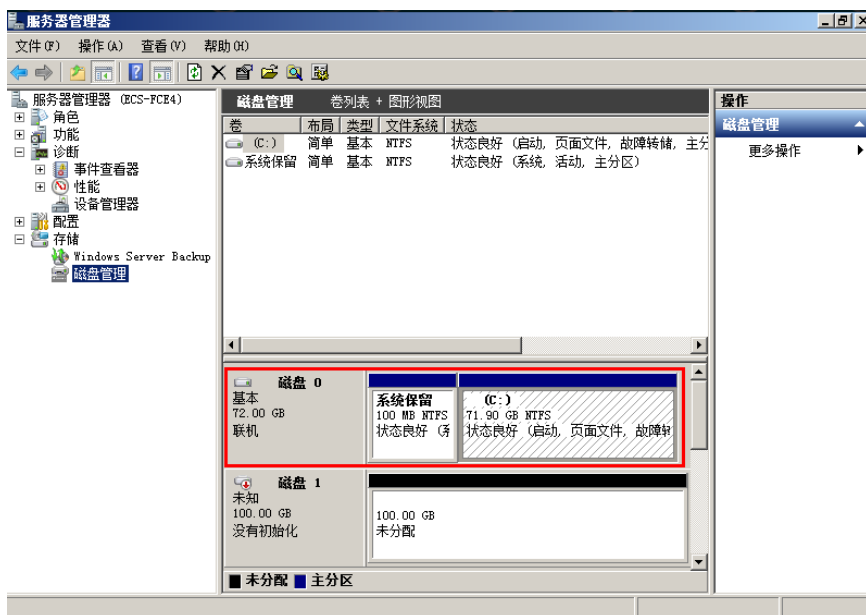 服务器管理器
文件(F) 操作(A) 查看(V) 帮助(H)
服务器管理器 (ECS-FCE4)
角色
功能
诊断
事件查看器
性能
设备管理器
配置
存储
Windows Server Backup
磁盘管理
磁盘管理 卷列表 + 图形视图
卷 布局 类型 文件系统 状态
(C:) 简单 基本 NTFS 状态良好 (启动, 页面文件, 故障转储, 主分
系统保留 简单 基本 NTFS 状态良好 (系统, 活动, 主分区)
磁盘 0
基本
72.00 GB
联机
系统保留
100 MB NTFS
状态良好 (系
(C:)
71.90 GB NTFS
状态良好 (启动, 页面文件, 故障转
磁盘 1
未知
100.00 GB
没有初始化
100.00 GB
未分配
未分配 主分区
操作
磁盘管理
更多操作